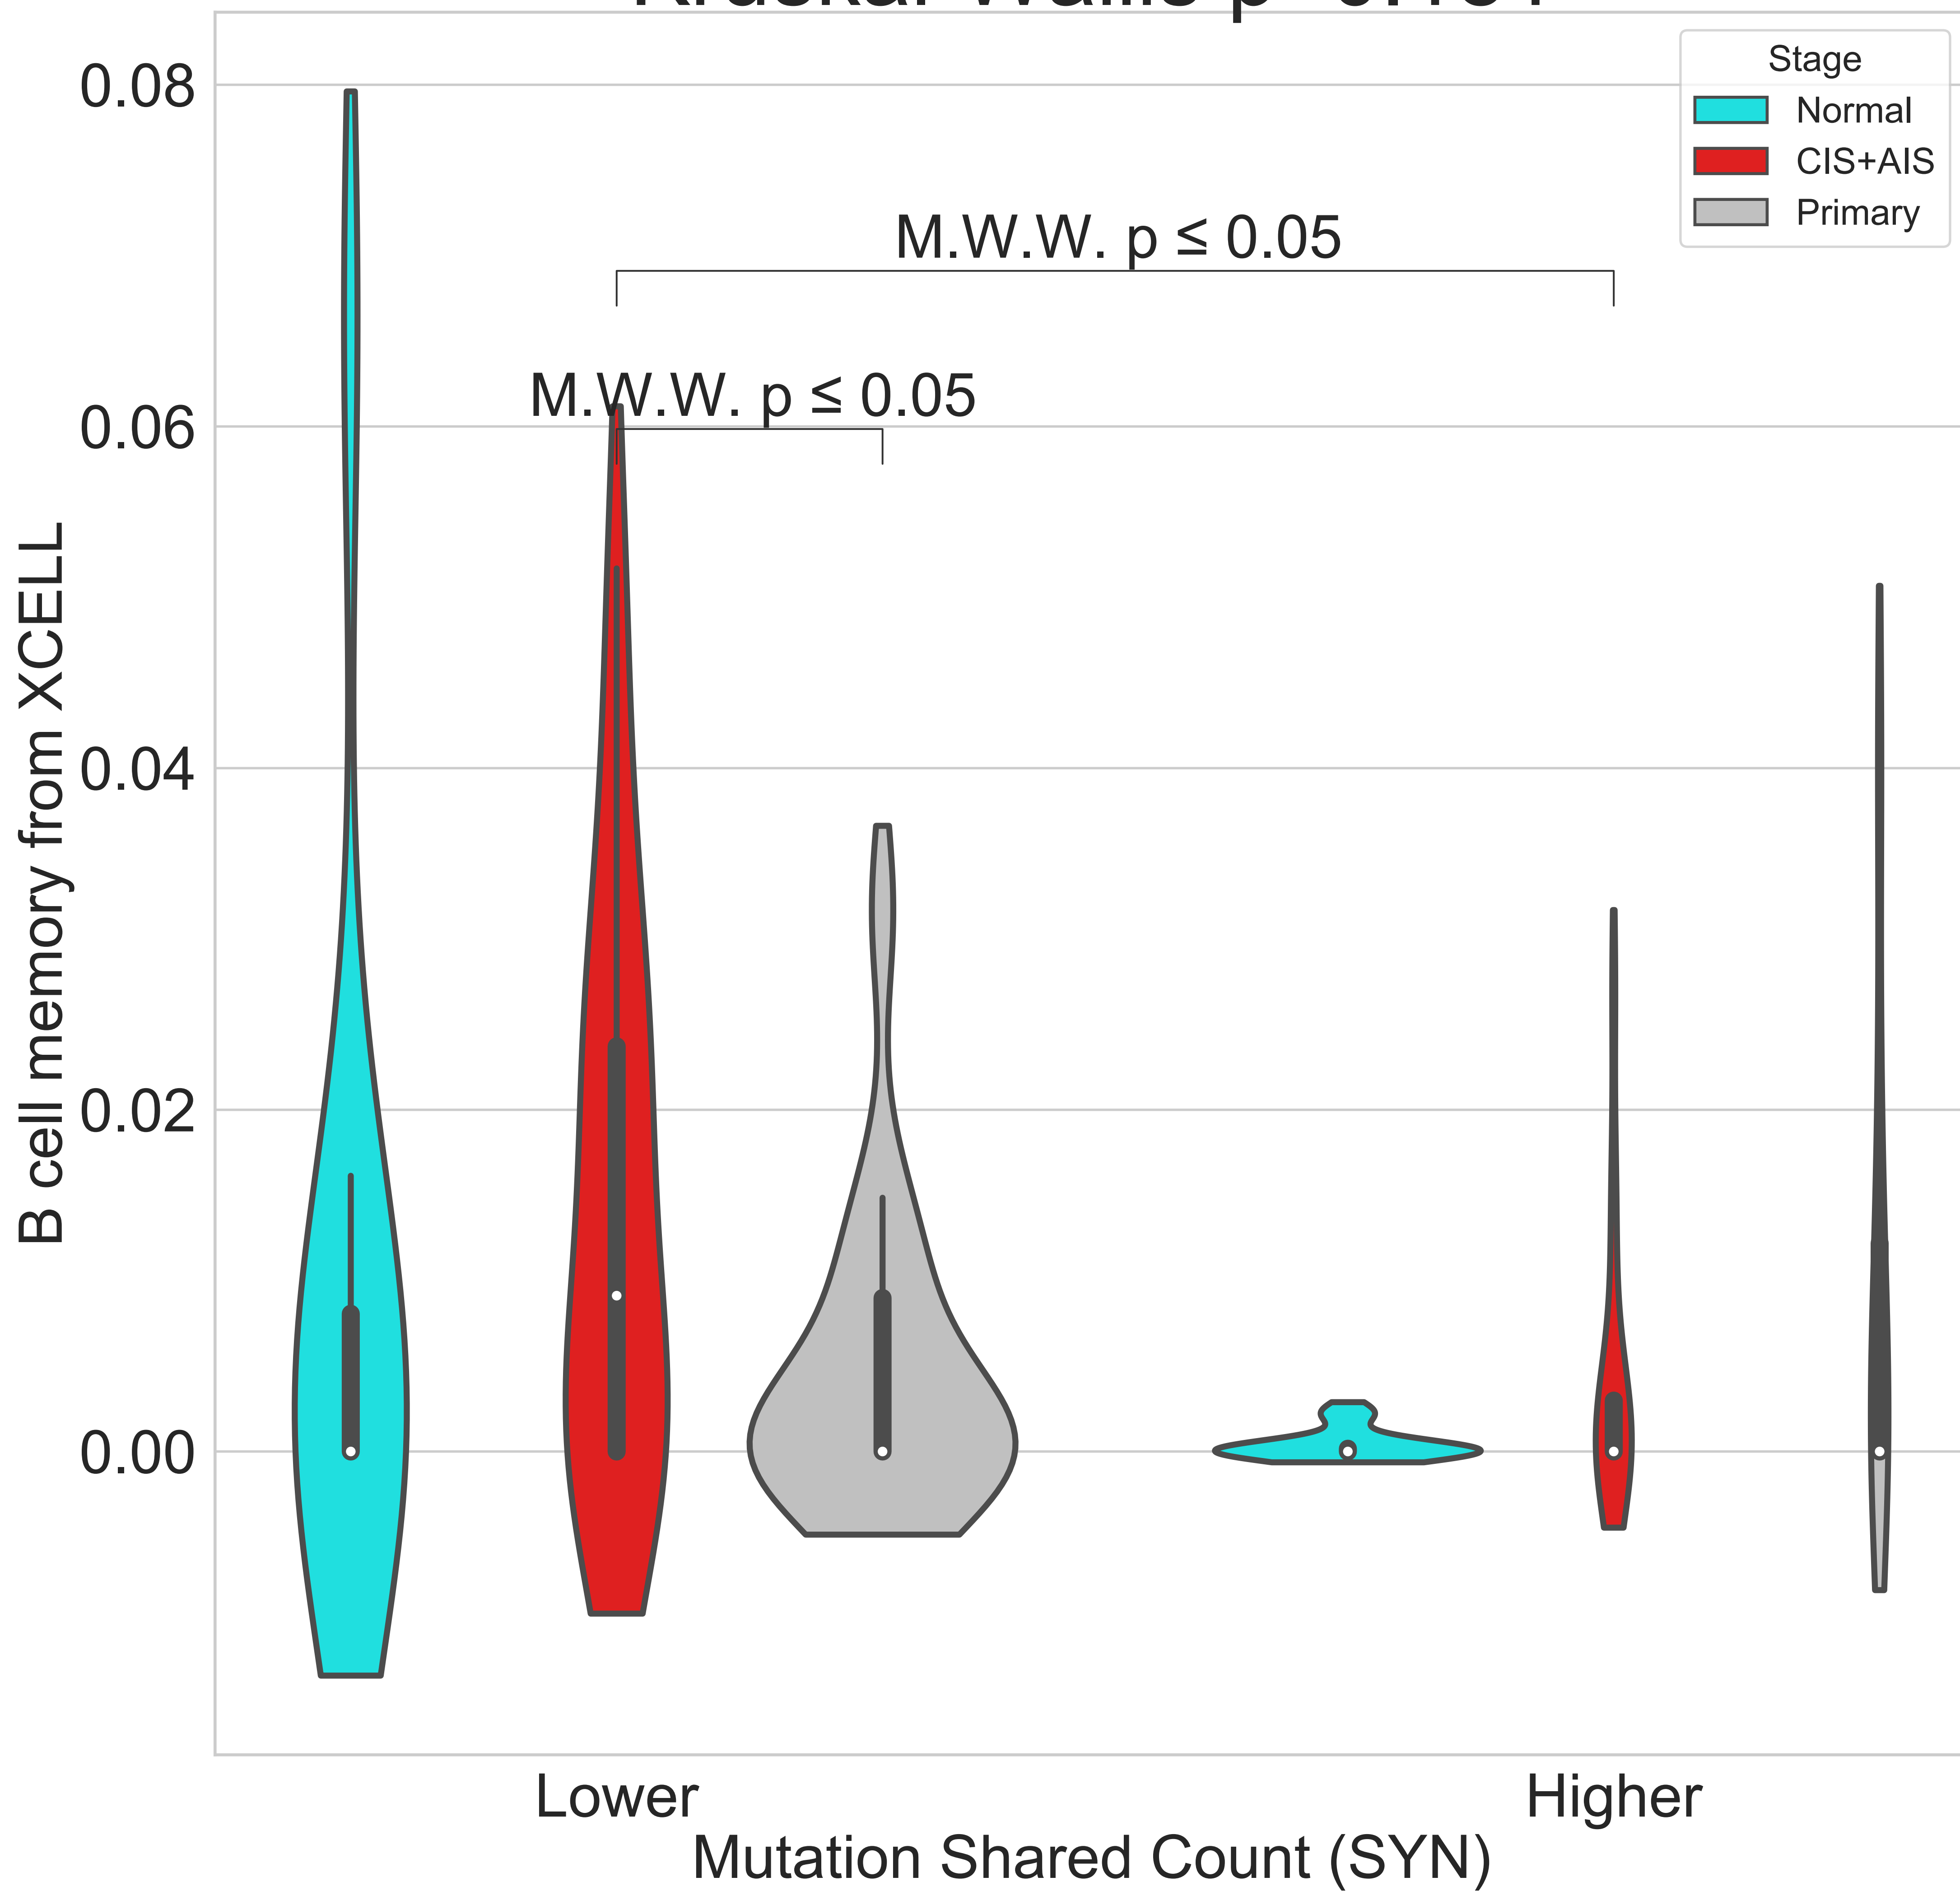 Stage
Normal
CIS+AIS
Primary
M.W.W. p ≤ 0.05
M.W.W. p ≤ 0.05
B cell memory from XCELL
0.08
0.06
0.04
0.02
0.00
Lower
Higher
Mutation Shared Count (SYN)